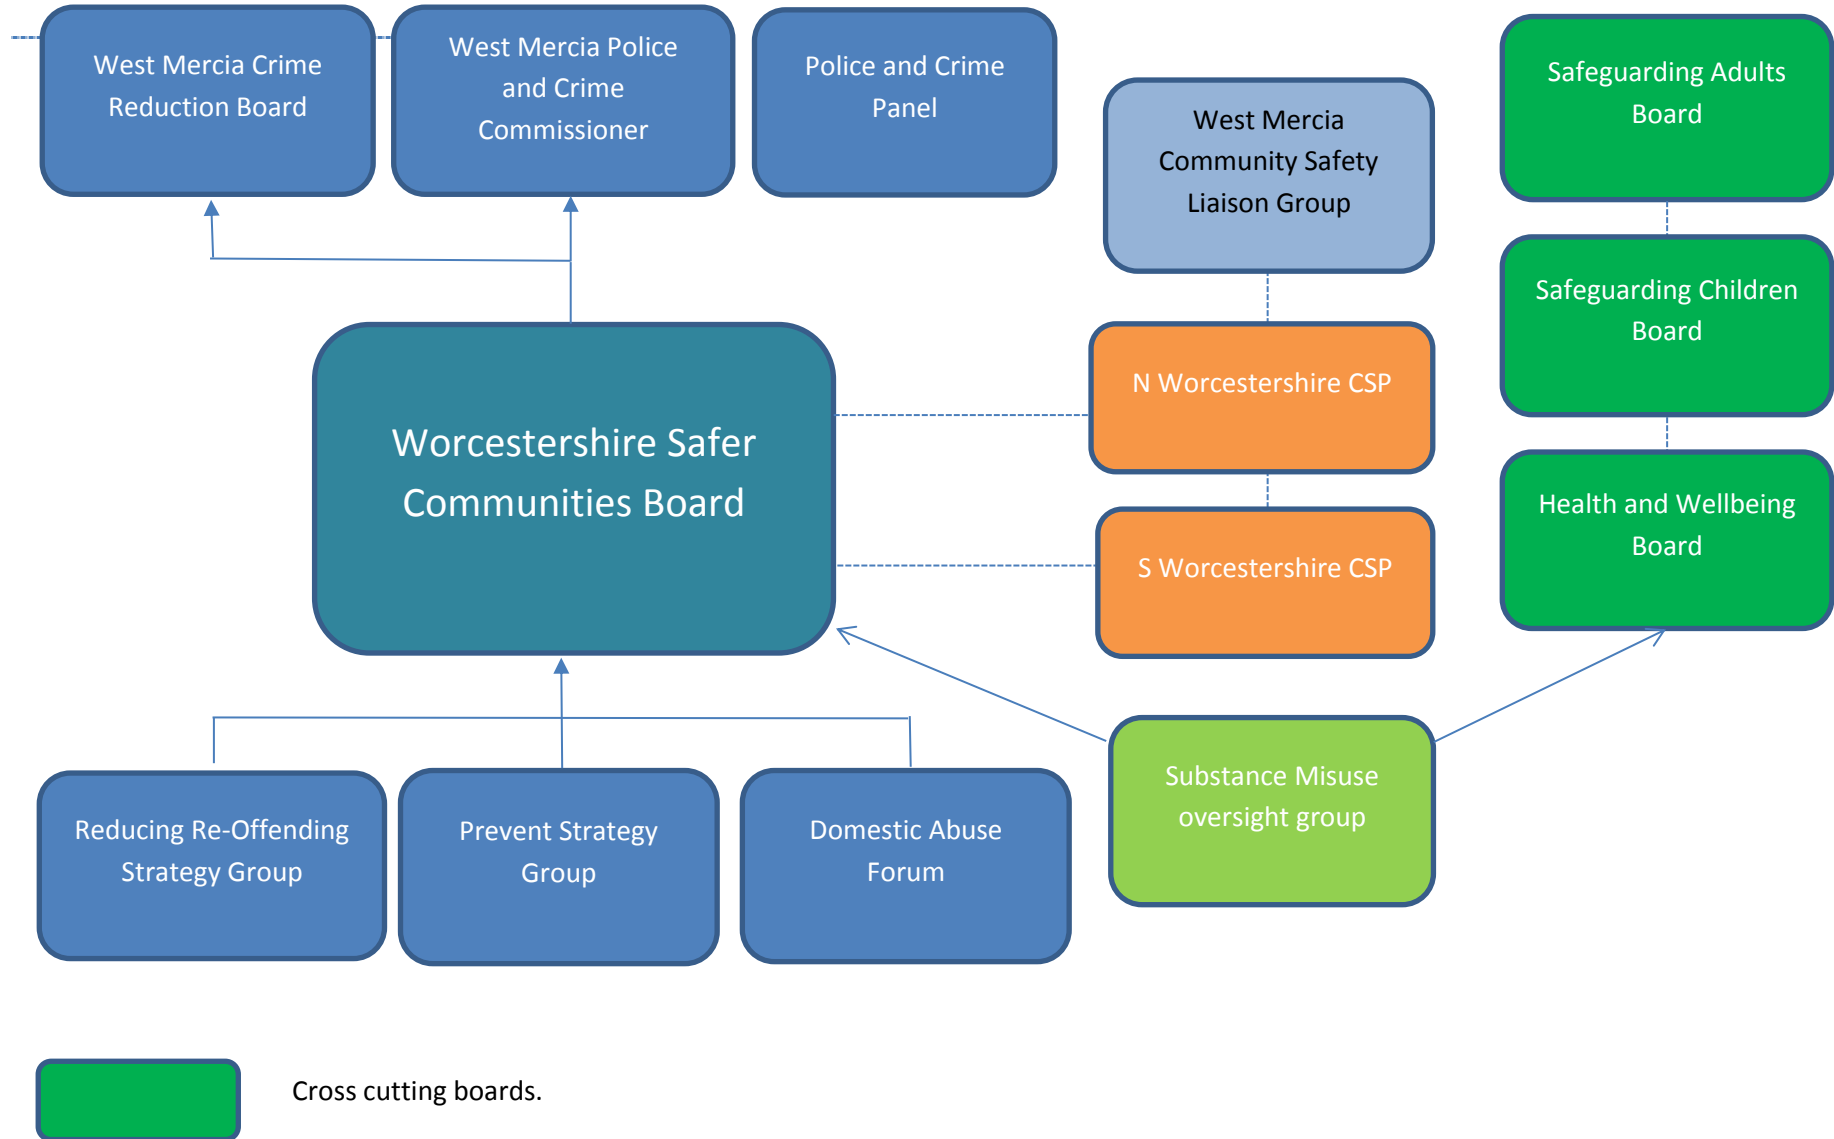 West Mercia Crime
Reduction Board
West Mercia Police
and Crime
Commissioner
Police and Crime
Panel
West Mercia
Community Safety
Liaison Group
Safeguarding Adults
Board
Safeguarding Children
Board
N Worcestershire CSP
Worcestershire Safer
Communities Board
S Worcestershire CSP
Health and Wellbeing
Board
Reducing Re-Offending
Strategy Group
Prevent Strategy
Group
Domestic Abuse
Forum
Substance Misuse
oversight group
Cross cutting boards.